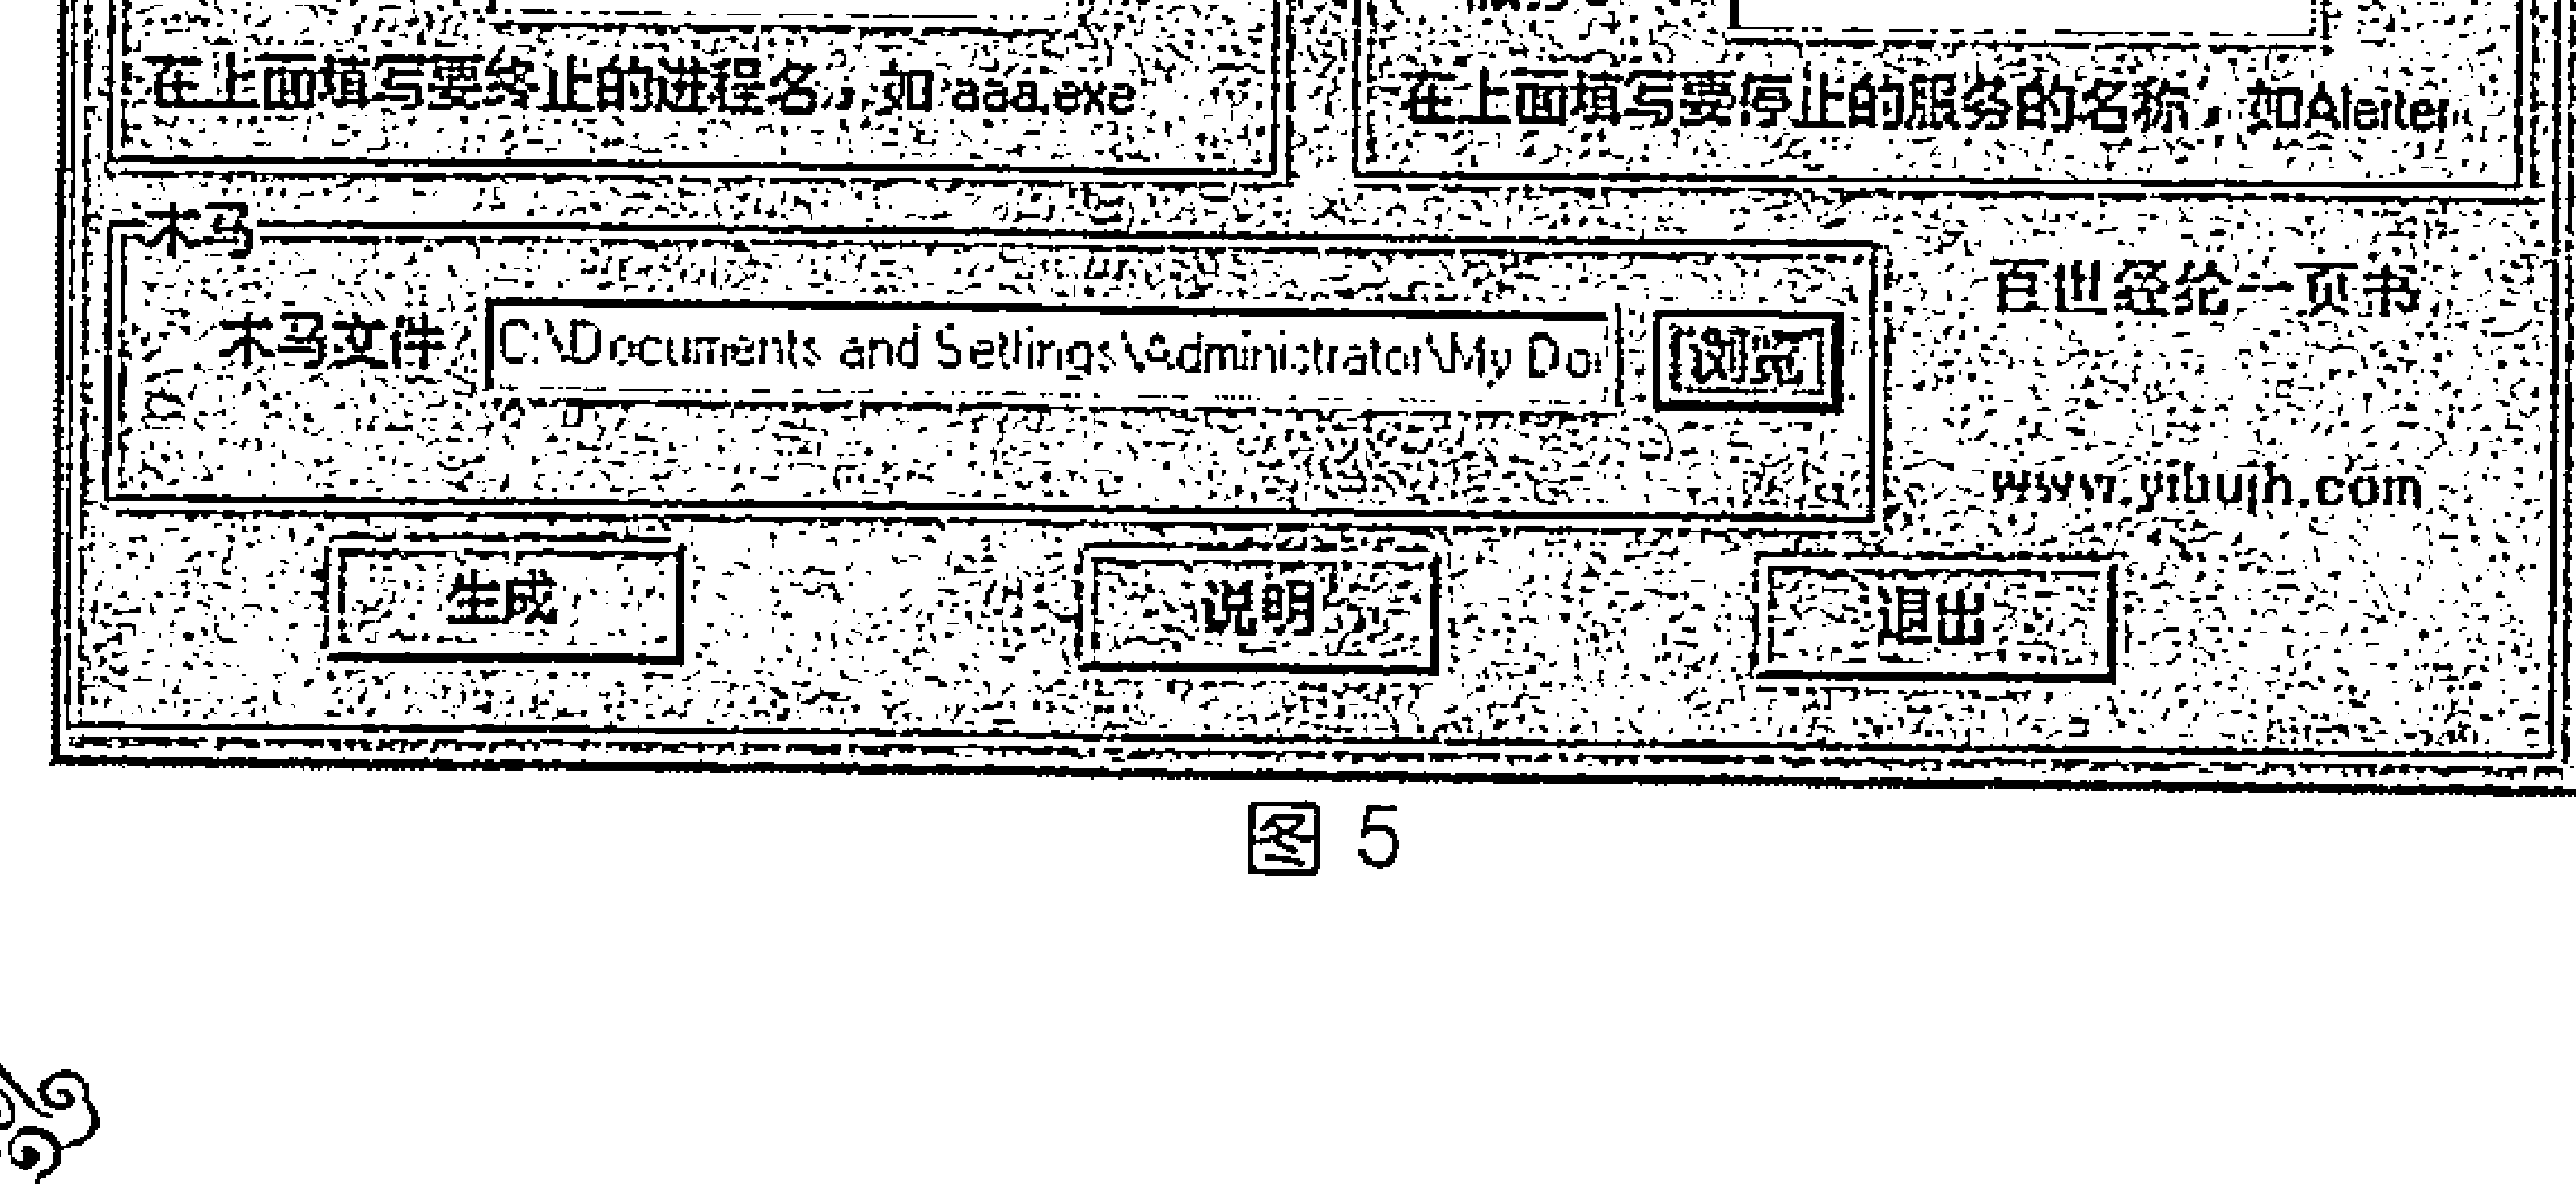 在上面填写要终止的进程名，如aaa.exe
在上面填写要停止的服务的名称，如Alerter
木马
木马文件 C:\Documents and Settings\Administrator\My Do 浏览
百世经纶一页书
www.yibujh.com
生成 说明 退出
图 5